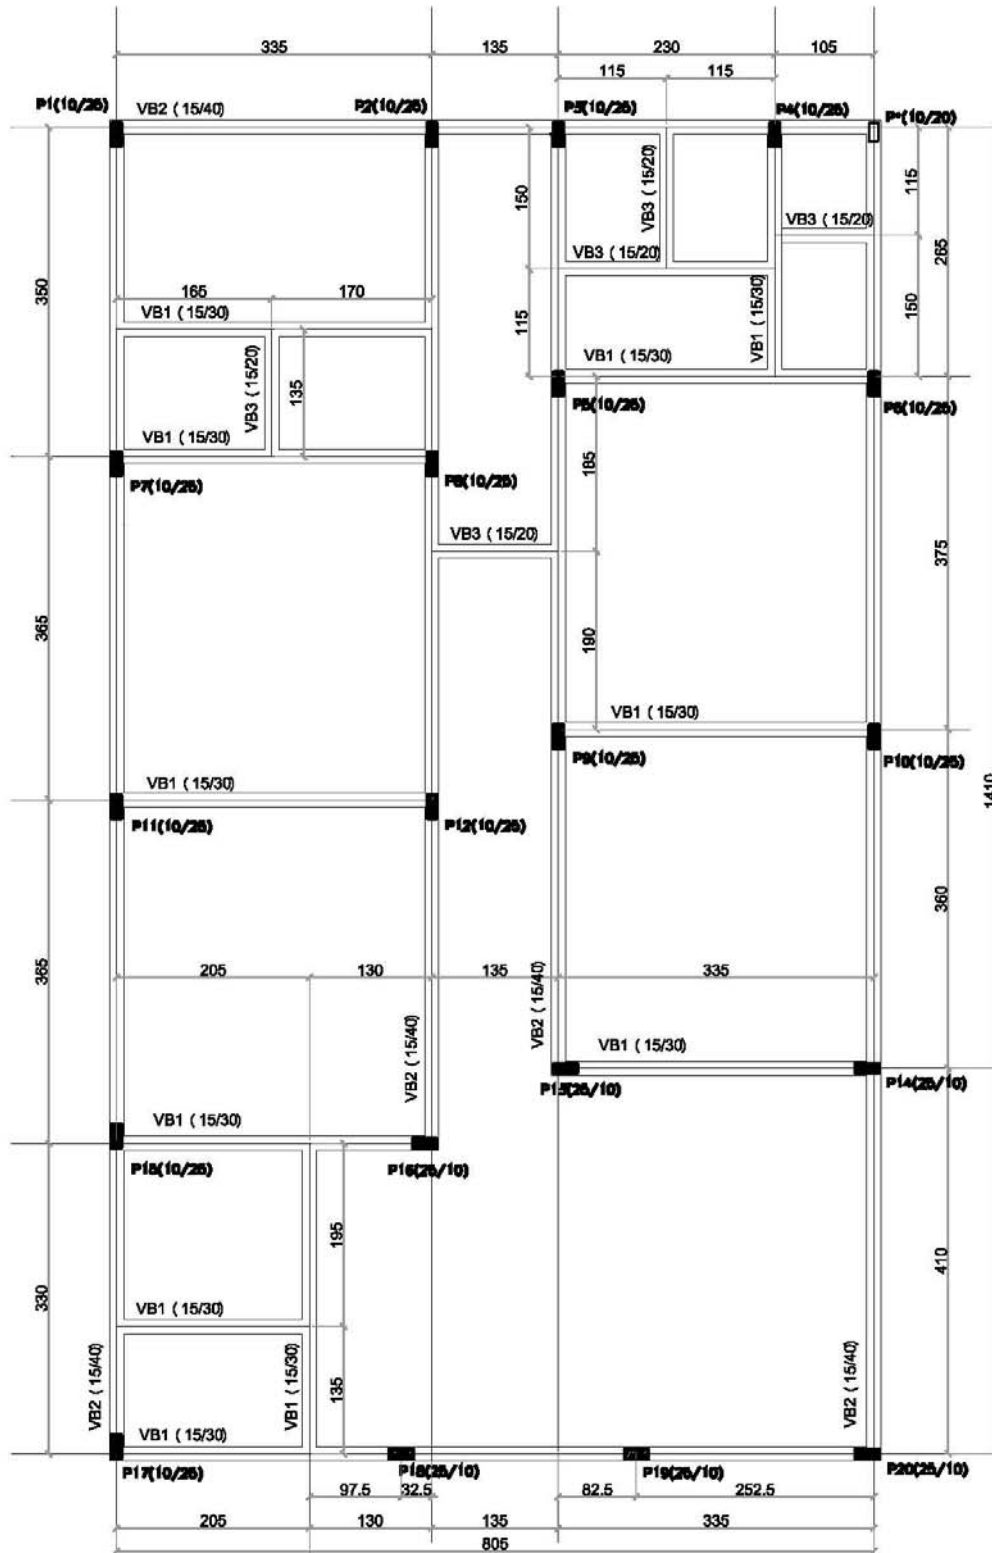 335
135
230
105
115
115
P1(10/25)
VB2 ( 15/40)
P2(10/25)
P3(10/25)
P4(10/25)
P*(10/20)
150
VB3 ( 15/20)
115
VB3 ( 15/20)
265
VB3 ( 15/20)
350
165
170
VB1 ( 15/30)
115
VB1 ( 15/30)
150
VB1 ( 15/30)
VB3 ( 15/20)
135
VB1 ( 15/30)
P5(10/25)
P6(10/25)
P7(10/25)
P8(10/25)
185
VB3 ( 15/20)
375
365
190
VB1 ( 15/30)
VB1 ( 15/30)
P9(10/25)
P10(10/25)
1410
P11(10/25)
P12(10/25)
360
365
205
130
135
335
VB2 ( 15/40)
VB2 ( 15/40)
VB1 ( 15/30)
P14(25/10)
VB1 ( 15/30)
P16(25/10)
195
410
330
VB1 ( 15/30)
VB2 ( 15/40)
VB1 ( 15/30)
135
VB2 ( 15/40)
VB1 ( 15/30)
P17(10/25)
P18(25/10)
P19(25/10)
P20(25/10)
97.5
32.5
82.5
252.5
205
130
135
335
805